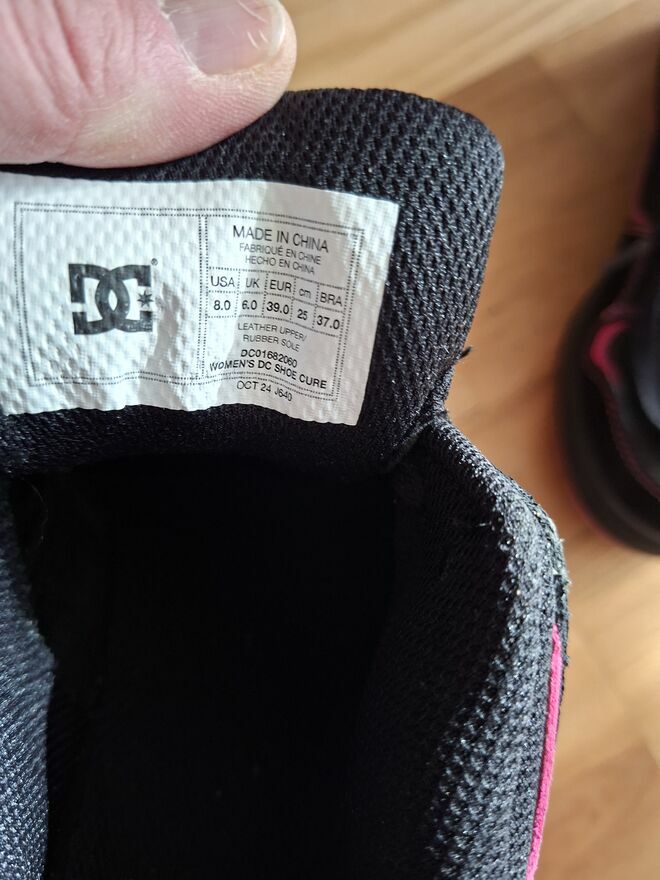 DC®
MADE IN CHINA
FABRIQUÉ EN CHINE
HECHO EN CHINA
USA UK EUR cm BRA
8.0 6.0 39.0 25 37.0
LEATHER UPPER/
RUBBER SOLE
DC01682060
WOMEN'S DC SHOE CURE
OCT 24 J640